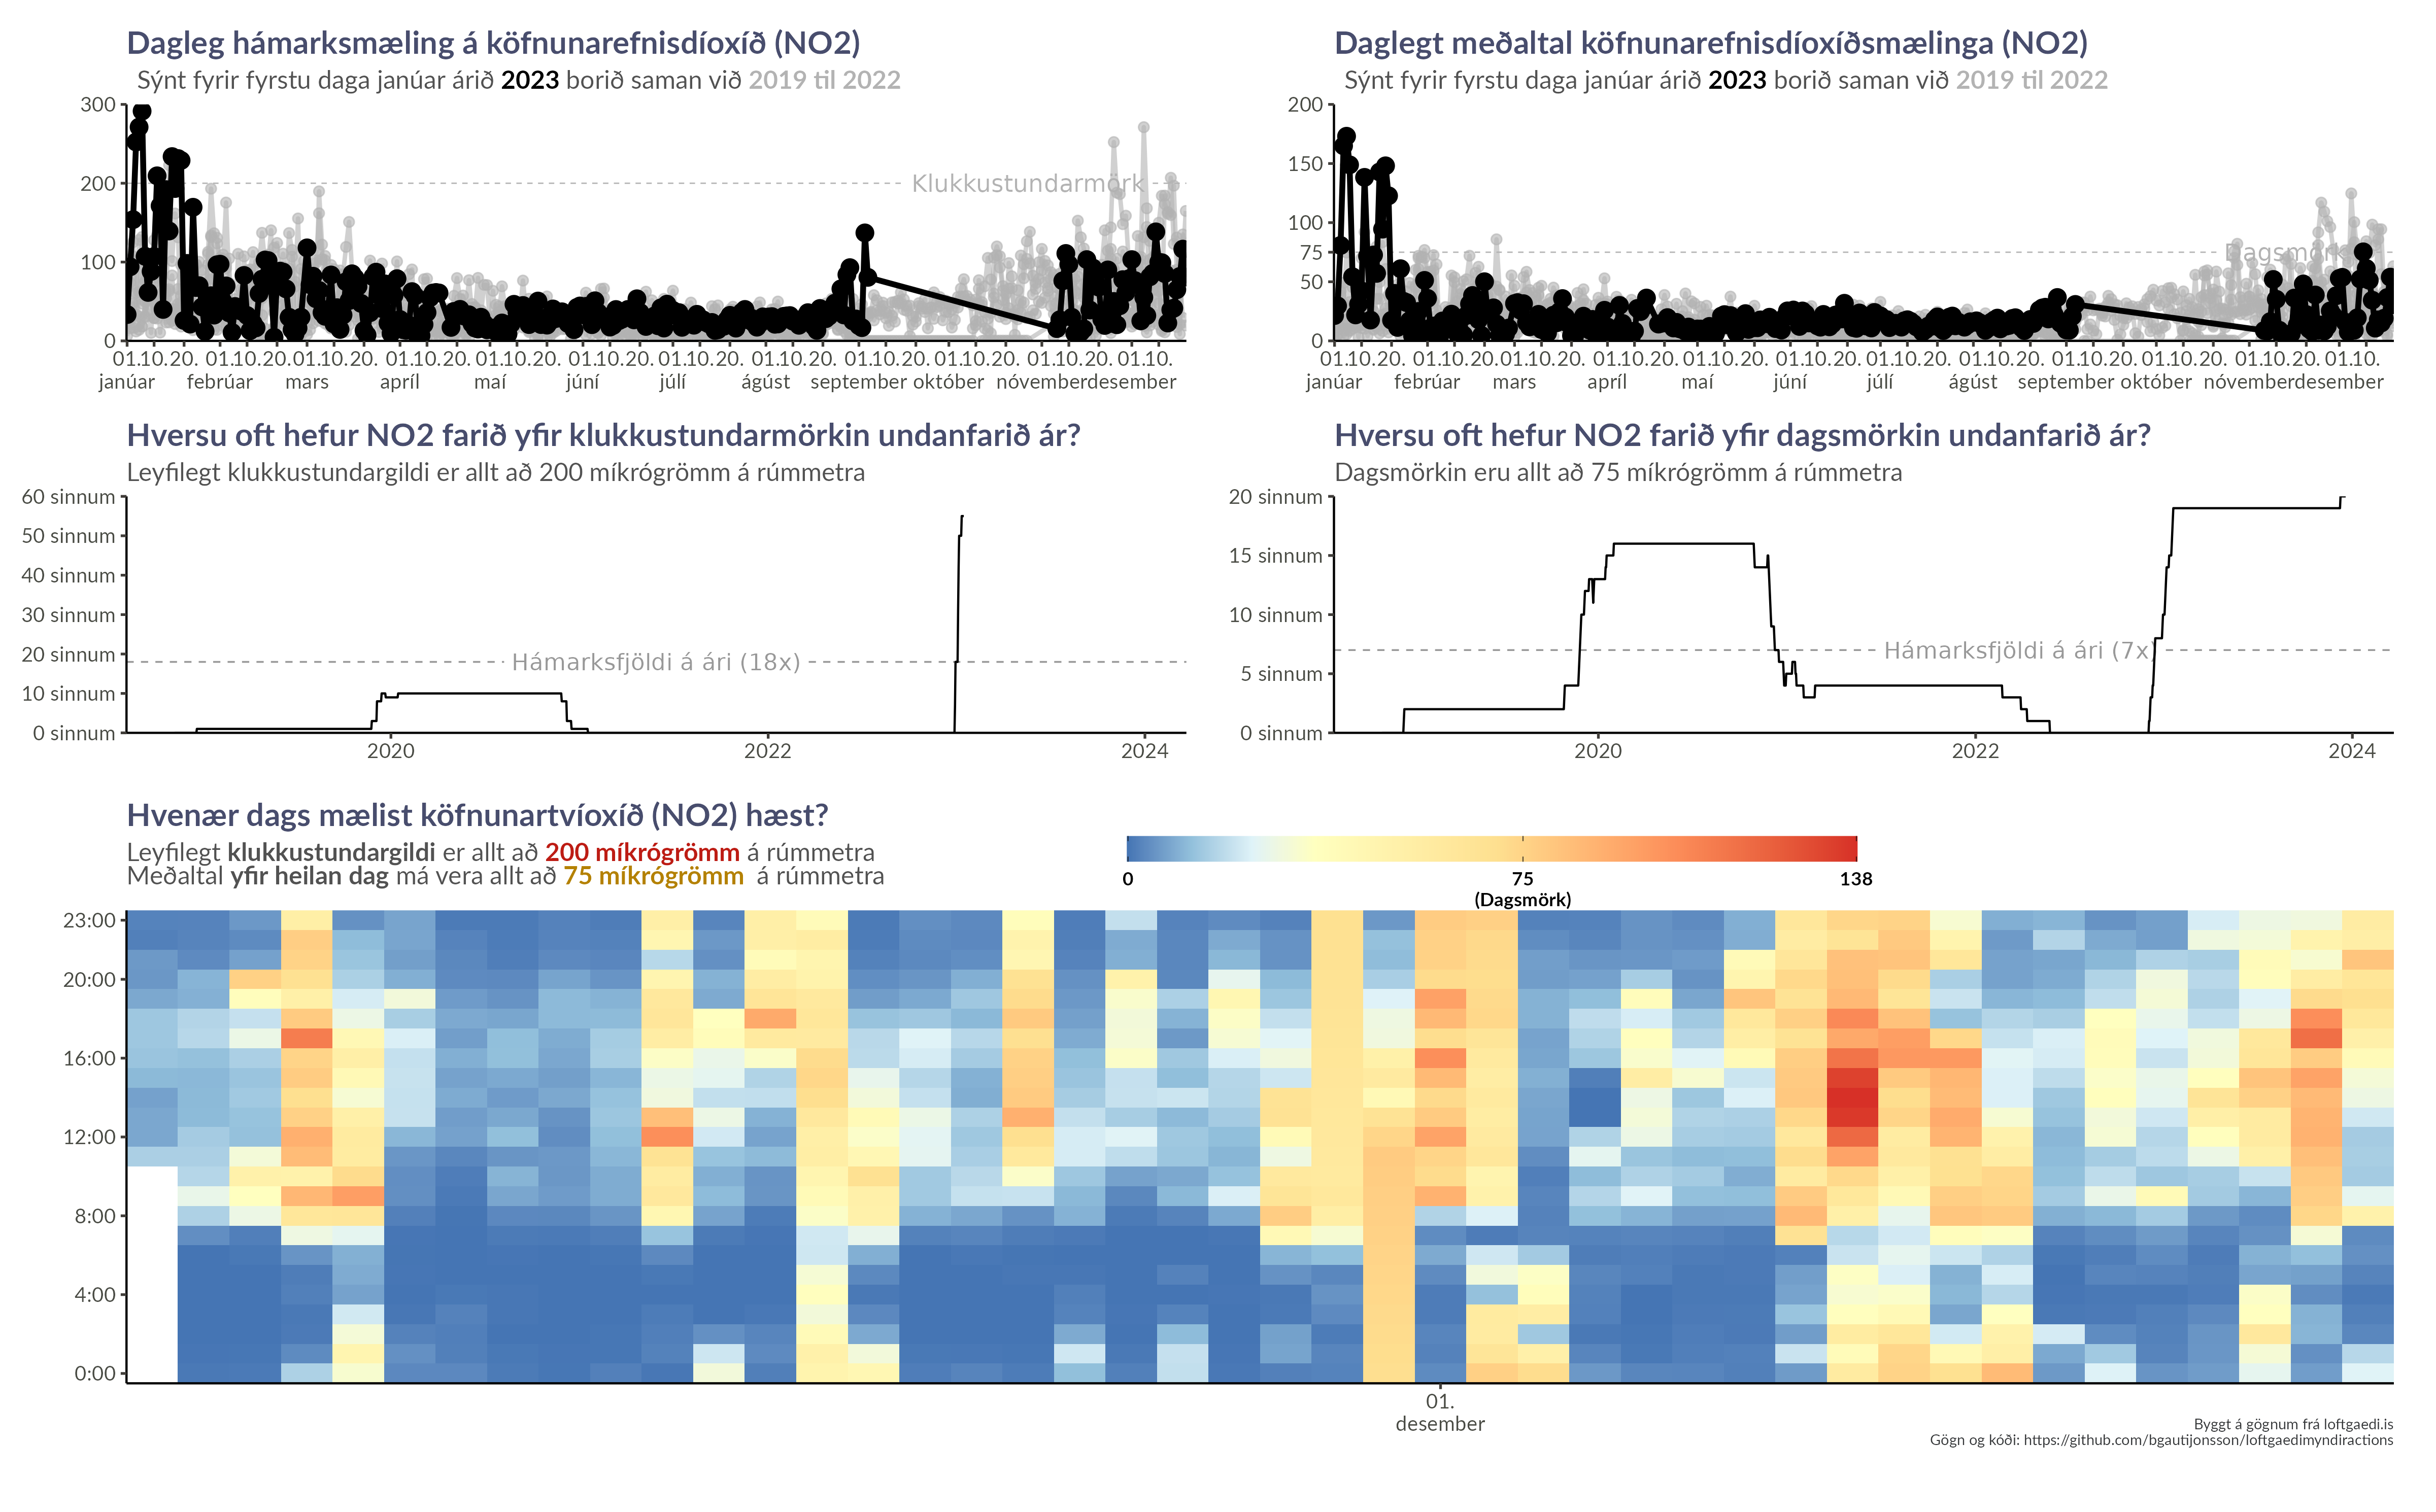 Dagleg hámarksmæling á köfnunarefnisdíoxíð (NO2)
Sýnt fyrir fyrstu daga janúar árið 2023 borið saman við 2019 til 2022
300
200
100
0
Klukkustundarmörk
01.10.20. 01.10.20. 01.10.20. 01.10.20. 01.10.20. 01.10.20. 01.10.20. 01.10.20. 01.10.20. 01.10.20. 01.10.20. 01.10.
janúar febrúar mars apríl maí júní júlí ágúst september október nóvember desember
Daglegt meðaltal köfnunarefnisdíoxíðsmælinga (NO2)
Sýnt fyrir fyrstu daga janúar árið 2023 borið saman við 2019 til 2022
200
150
100
75
50
0
Dagsmörk
01.10.20. 01.10.20. 01.10.20. 01.10.20. 01.10.20. 01.10.20. 01.10.20. 01.10.20. 01.10.20. 01.10.20. 01.10.20. 01.10.
janúar febrúar mars apríl maí júní júlí ágúst september október nóvember desember
Hversu oft hefur NO2 farið yfir klukkustundarmörkin undanfarið ár?
Leyfilegt klukkustundargildi er allt að 200 míkrógrömm á rúmmetra
60 sinnum
50 sinnum
40 sinnum
30 sinnum
20 sinnum
10 sinnum
0 sinnum
Hámarksfjöldi á ári (18x)
2020 2022 2024
Hversu oft hefur NO2 farið yfir dagsmörkin undanfarið ár?
Dagsmörkin eru allt að 75 míkrógrömm á rúmmetra
20 sinnum
15 sinnum
10 sinnum
5 sinnum
0 sinnum
Hámarksfjöldi á ári (7x)
2020 2022 2024
Hvenær dags mælist köfnunartvíoxíð (NO2) hæst?
Leyfilegt klukkustundargildi er allt að 200 míkrógrömm á rúmmetra
Meðaltal yfir heilan dag má vera allt að 75 míkrógrömm á rúmmetra
0 75 138
(Dagsmörk)
23:00
20:00
16:00
12:00
8:00
4:00
0:00
01.
desember
Byggt á gögnum frá loftgaedi.is
Gögn og kóði: https://github.com/bgautijonsson/loftgaedimyndiractions